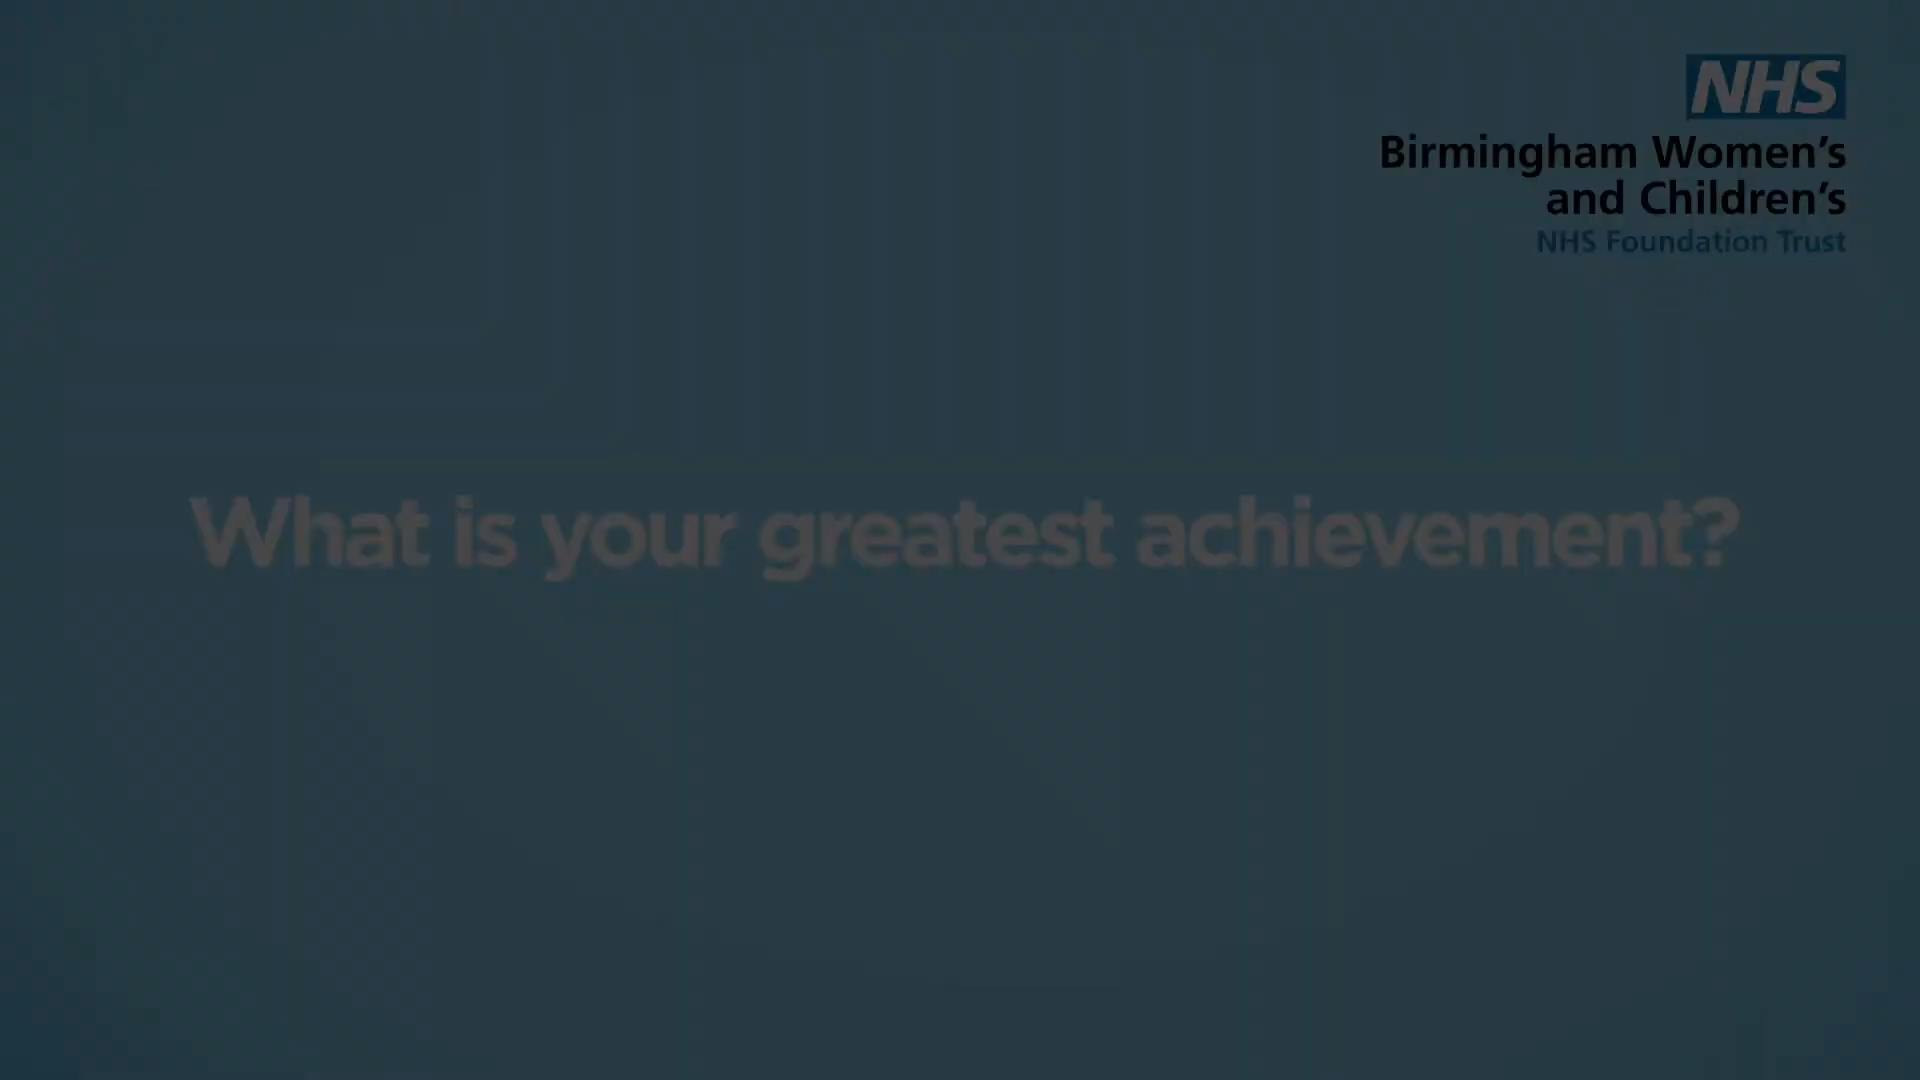 NHS
Birmingham Women’s
and Children’s
NHS Foundation Trust
What is your greatest achievement?